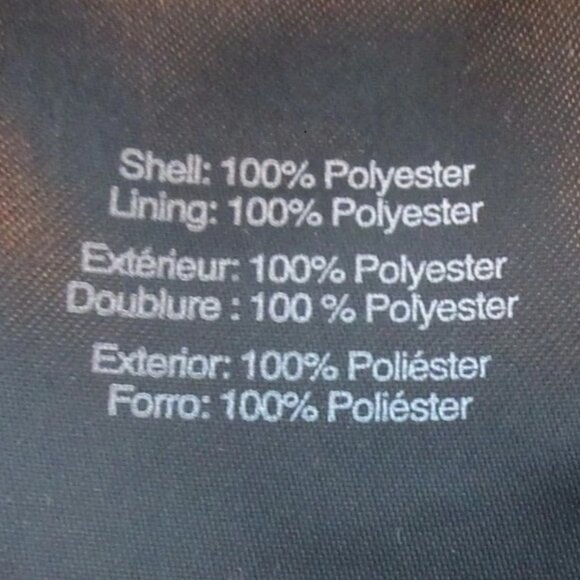 Shell: 100% Polyester
Lining: 100% Polyester
Extérieur: 100% Polyester
Doublure : 100 % Polyester
Exterior: 100% Poliéster
Forro: 100% Poliéster